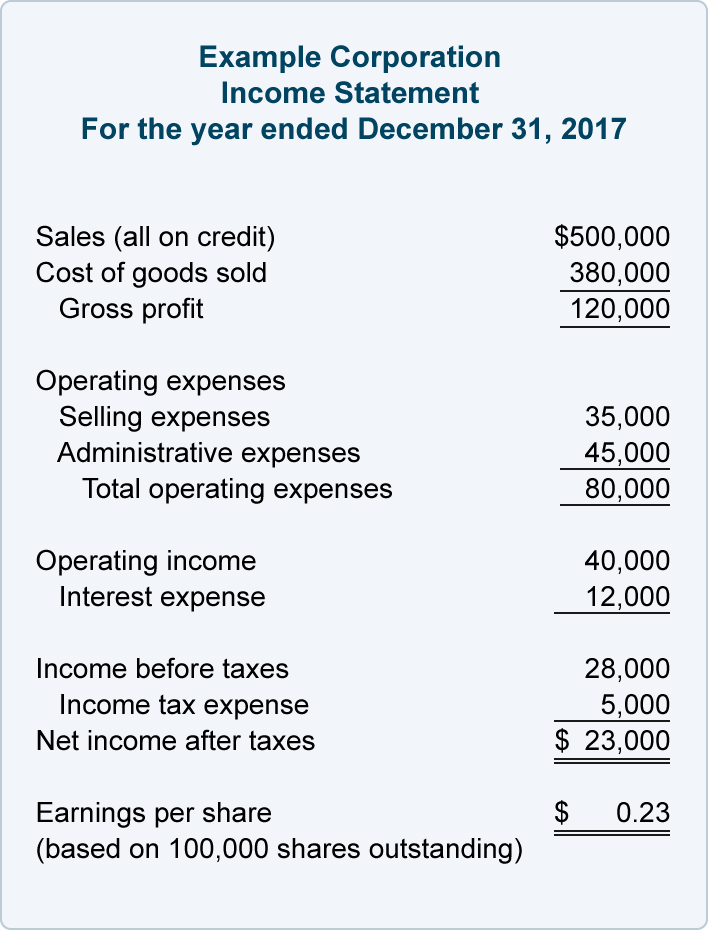 Example Corporation
Income Statement
For the year ended December 31, 2017
Sales (all on credit) $500,000
Cost of goods sold 380,000
Gross profit 120,000
Operating expenses
Selling expenses 35,000
Administrative expenses 45,000
Total operating expenses 80,000
Operating income 40,000
Interest expense 12,000
Income before taxes 28,000
Income tax expense 5,000
Net income after taxes $ 23,000
Earnings per share $ 0.23
(based on 100,000 shares outstanding)